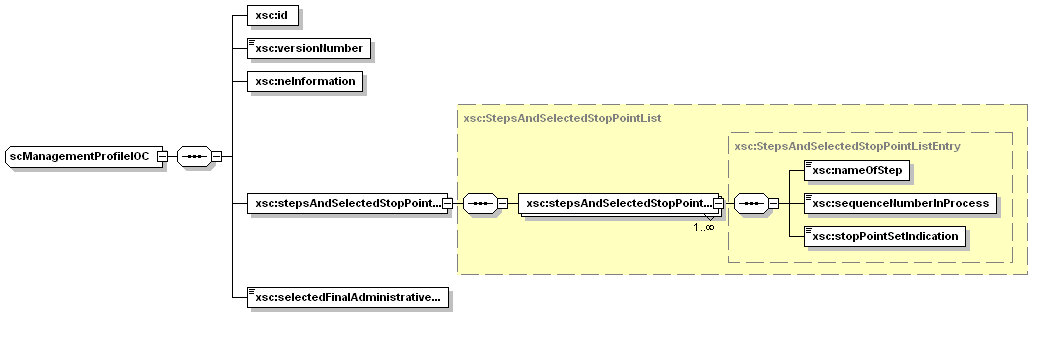 xsc:id
xsc:versionNumber
xsc:neInformation
xsc:StepsAndSelectedStopPointList
xsc:StepsAndSelectedStopPointListEntry
scManagementProfileIOC
xsc:nameOfStep
xsc:stepsAndSelectedStopPoint...
xsc:stepsAndSelectedStopPoint...
xsc:sequenceNumberInProcess
1..∞
xsc:stopPointSetIndication
xsc:selectedFinalAdministrative...